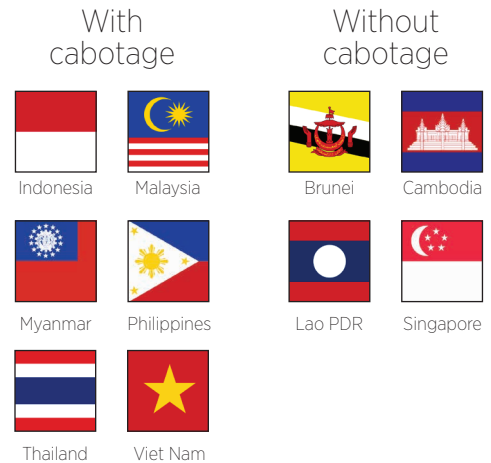 With
cabotage
Without
cabotage
Indonesia
Malaysia
Brunei
Cambodia
Myanmar
Philippines
Lao PDR
Singapore
Thailand
Viet Nam